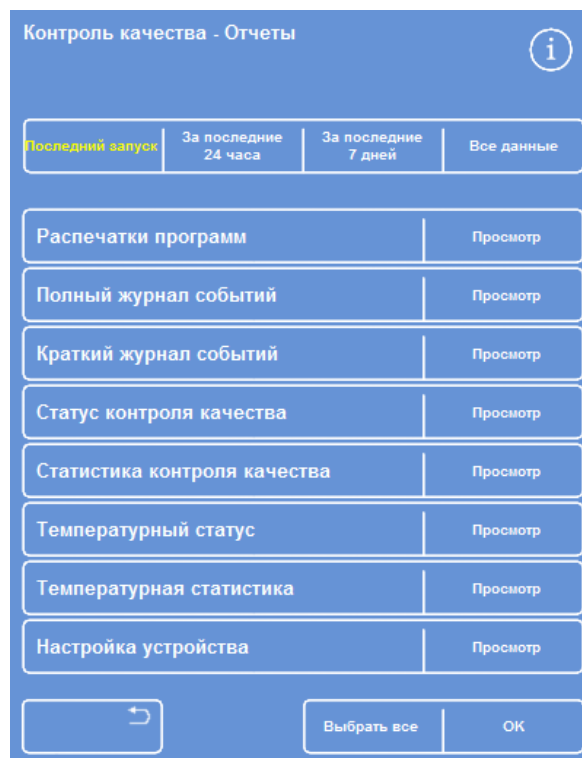 Контроль качества - Отчеты
i
Последний запуск
За последние
24 часа
За последние
7 дней
Все данные
Распечатки программ
Просмотр
Полный журнал событий
Просмотр
Краткий журнал событий
Просмотр
Статус контроля качества
Просмотр
Статистика контроля качества
Просмотр
Температурный статус
Просмотр
Температурная статистика
Просмотр
Настройка устройства
Просмотр
Выбрать все
ОК